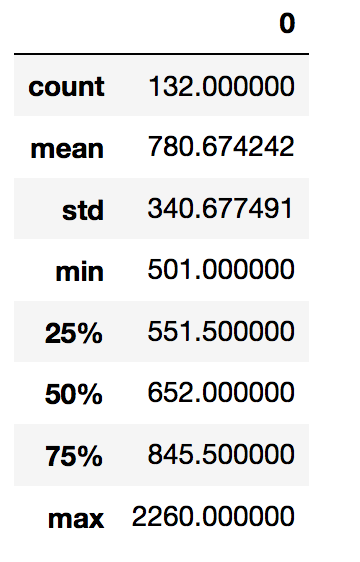 0
count 132.000000
mean 780.674242
std 340.677491
min 501.000000
25% 551.500000
50% 652.000000
75% 845.500000
max 2260.000000